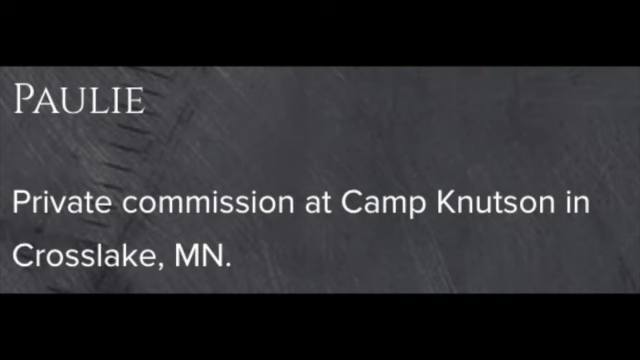 Paulie
Private commission at Camp Knutson in
Crosslake, MN.